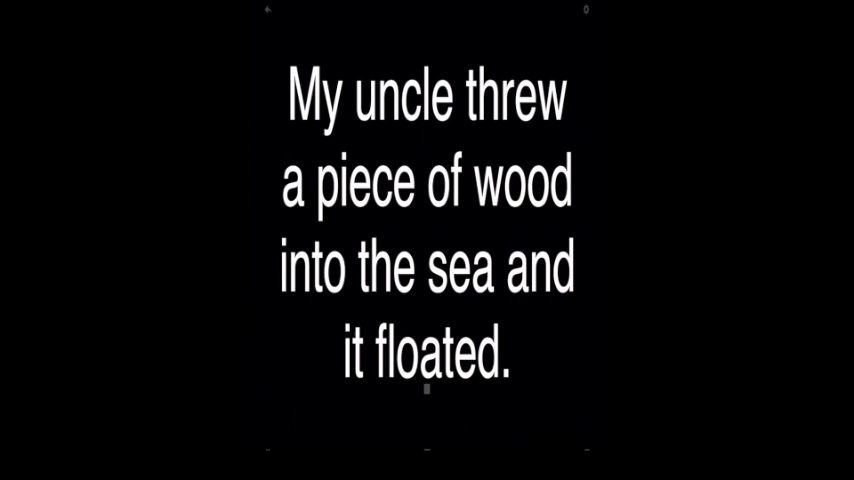 My uncle threw
a piece of wood
into the sea and
it floated.